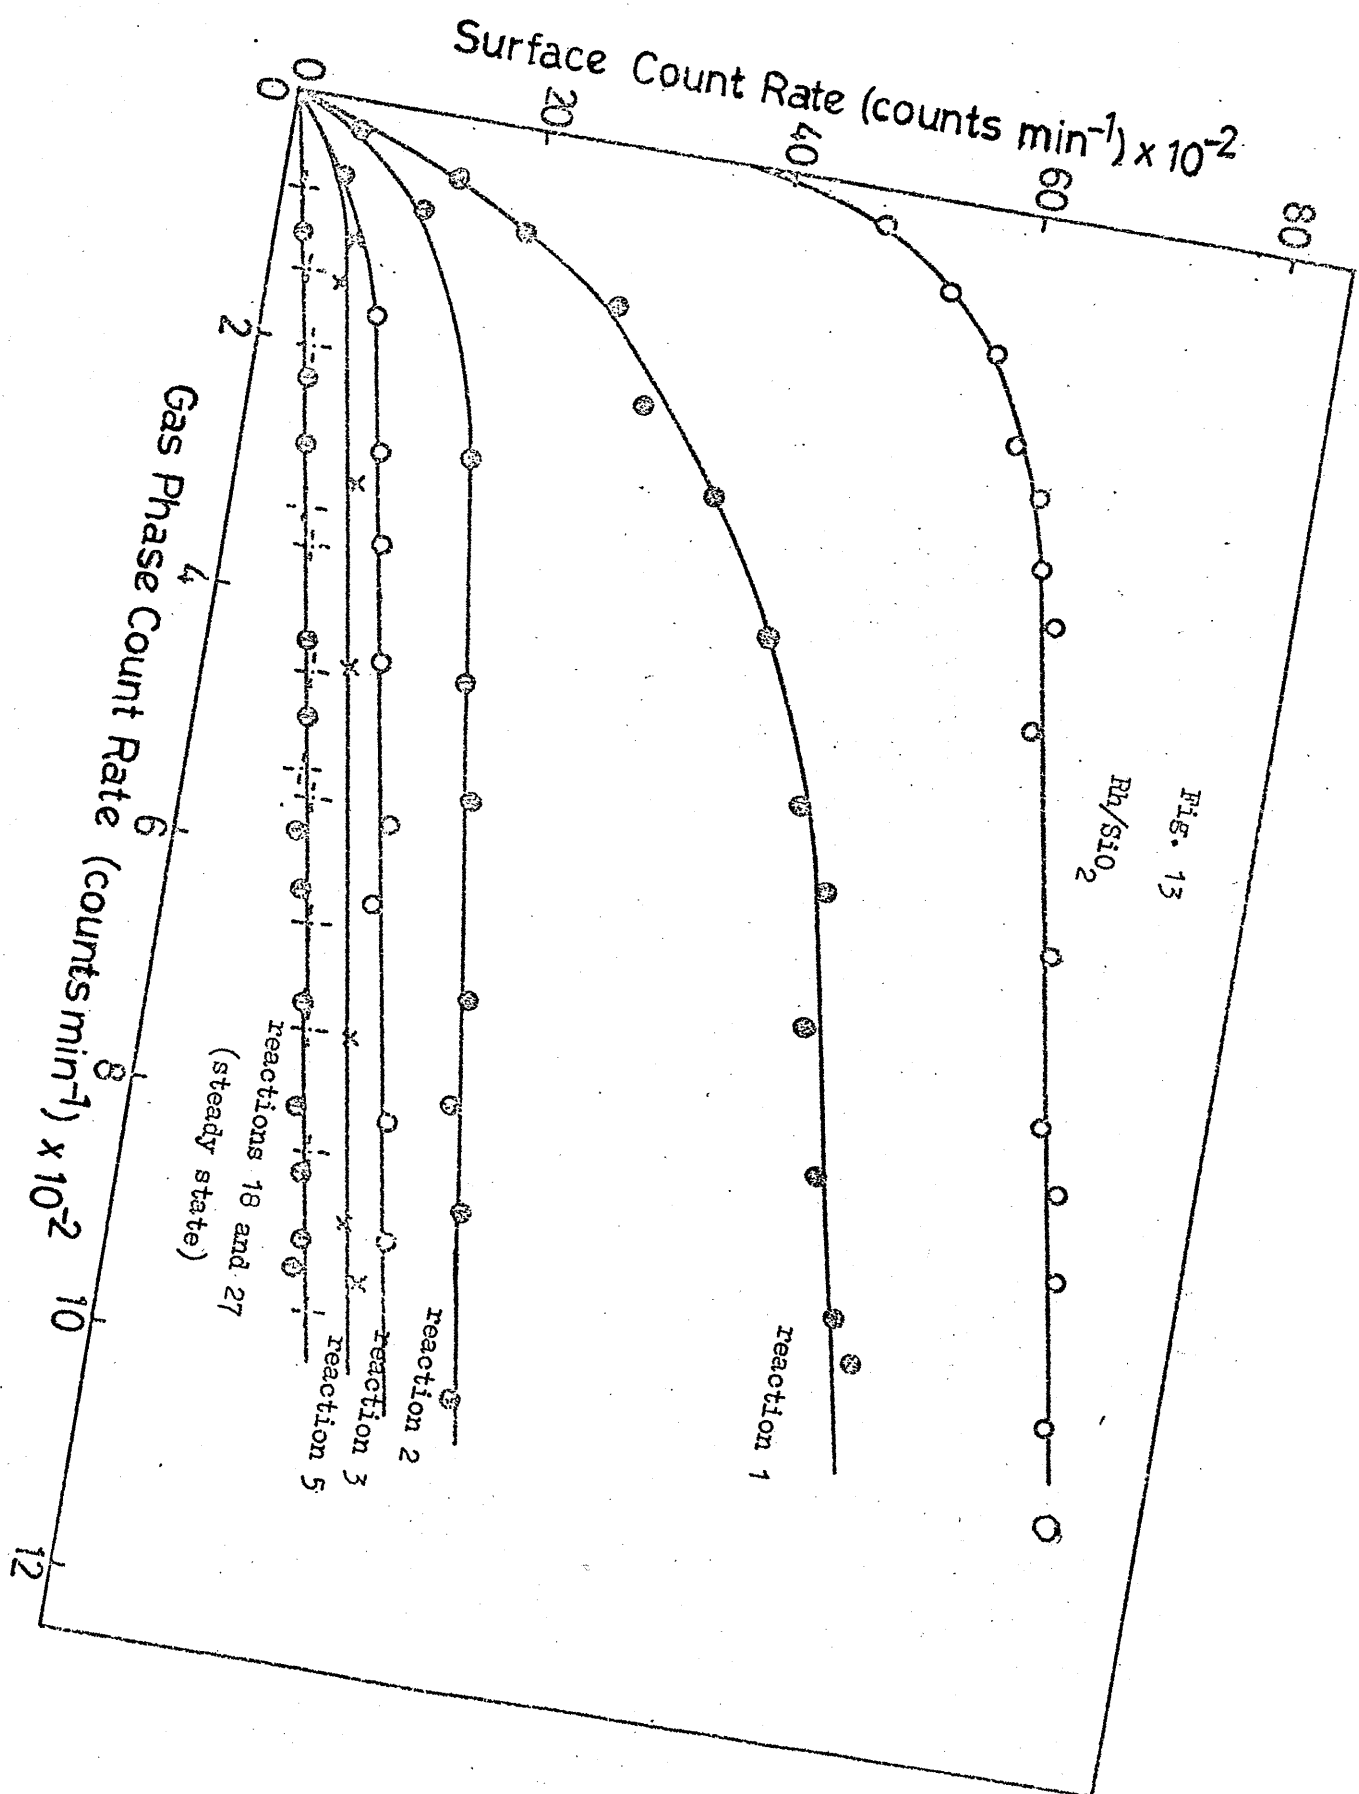 Fig. 13
Rh/SiO2
Surface Count Rate (counts min-1) x 10-2
80
60
40
20
0
reaction 1
reaction 2
reaction 3
reaction 5
reactions 18 and 27
(steady state)
0
2
4
6
8
10
12
Gas Phase Count Rate (counts min-1) x 10-2